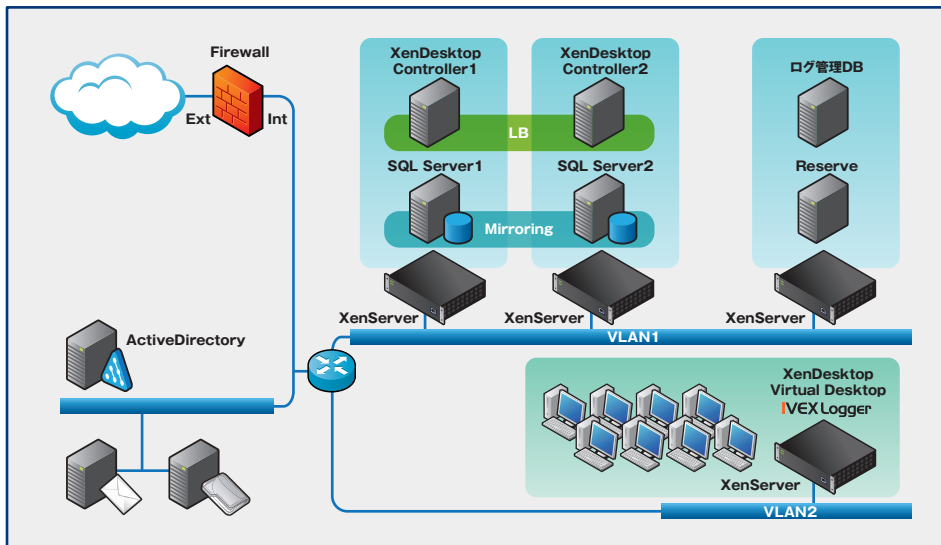 Firewall
Ext
Int
XenDesktop
Controller1
XenDesktop
Controller2
ログ管理DB
LB
SQL Server1
SQL Server2
Reserve
Mirroring
XenServer
XenServer
XenServer
VLAN1
ActiveDirectory
XenDesktop
Virtual Desktop
IVEX Logger
XenServer
VLAN2